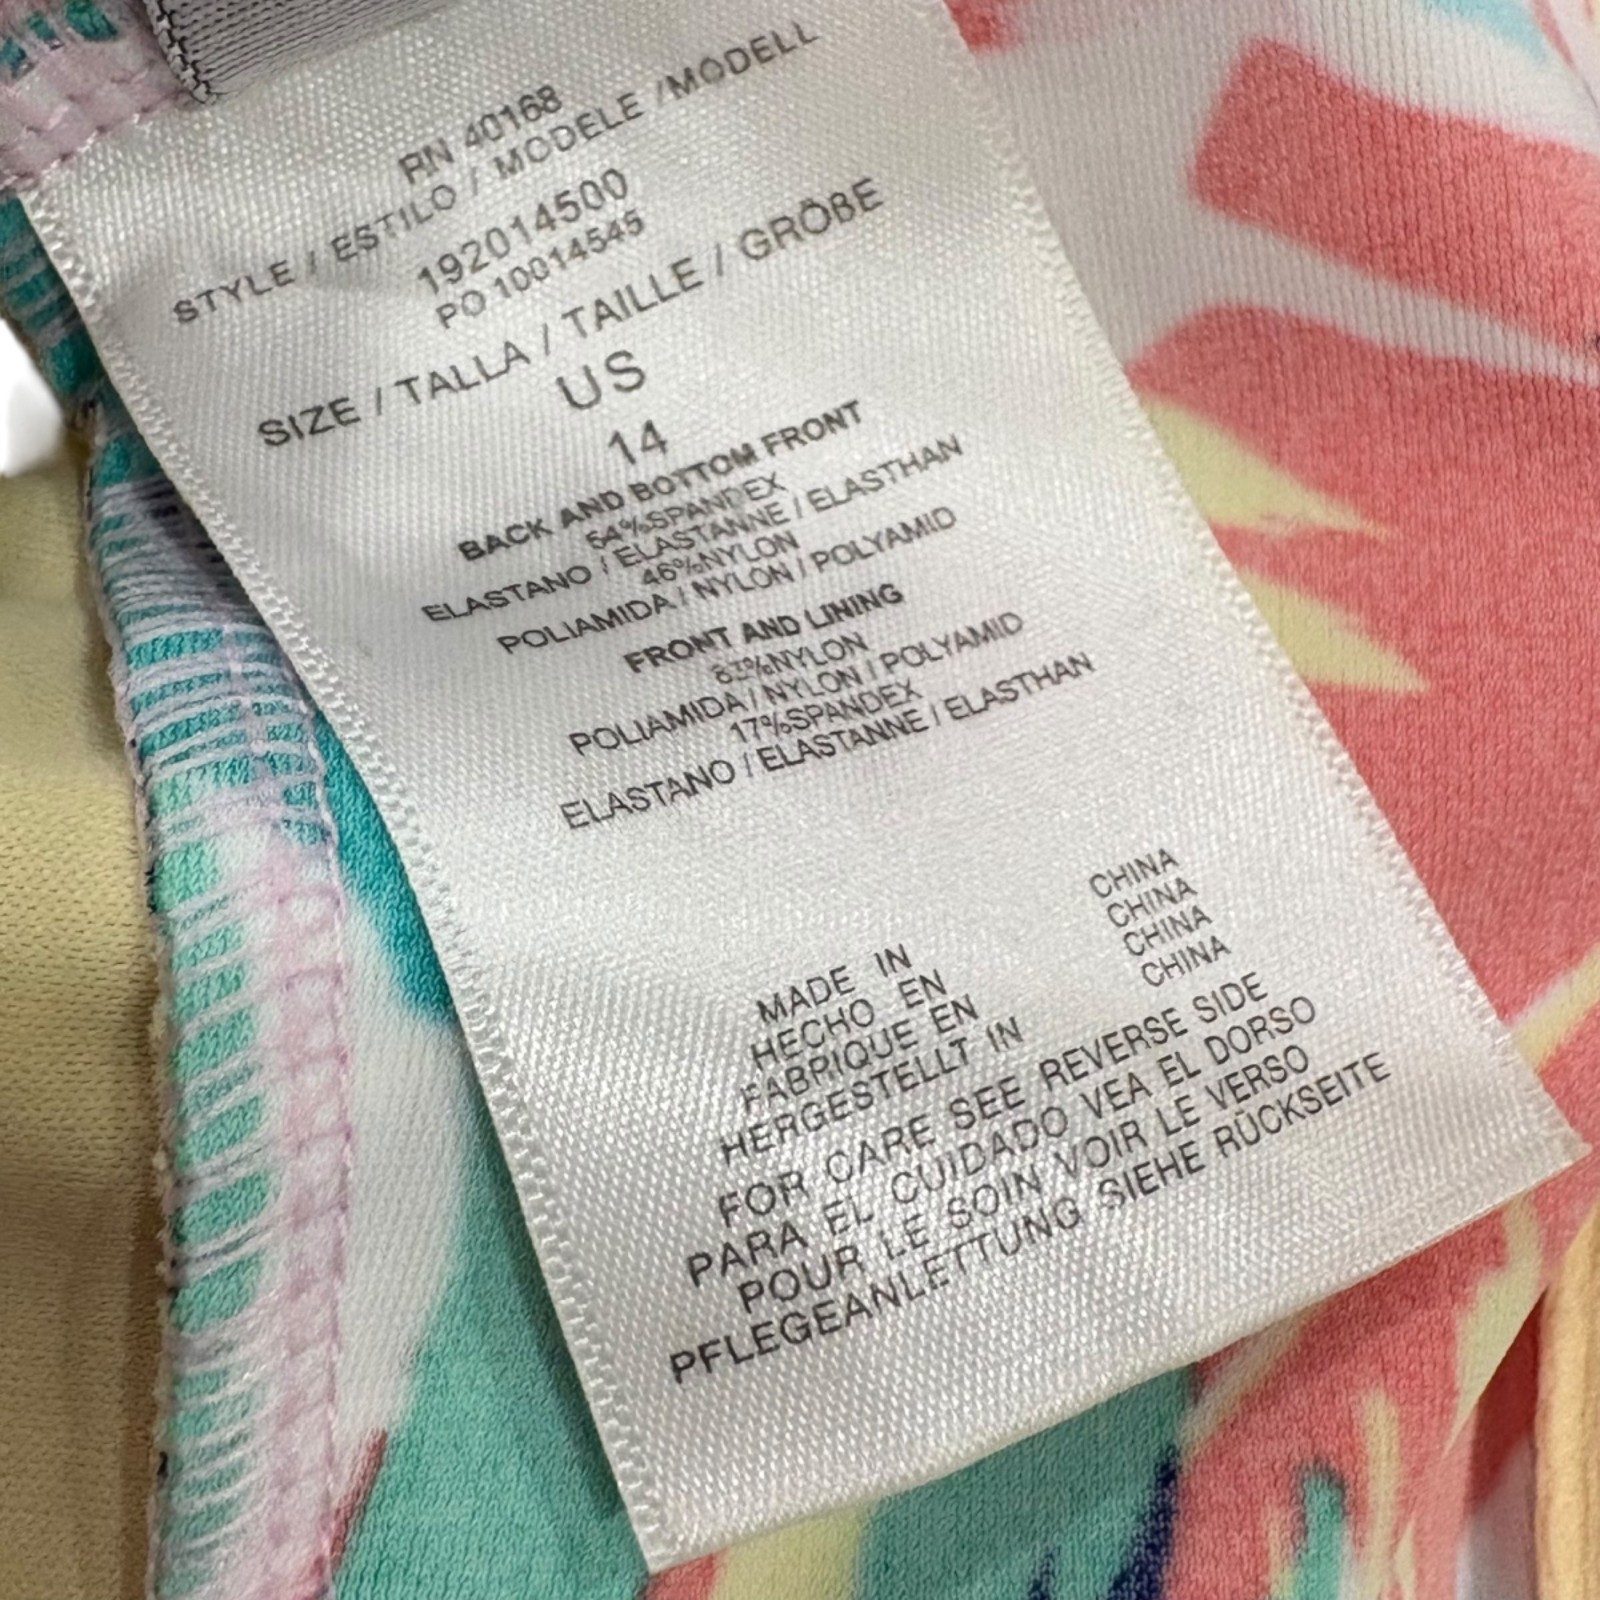 RN 40168
STYLE / ESTILO / MODELE / MODELL
192014500
PO 10014545
SIZE / TALLA / TAILLE / GRÖBE
US
14
BACK AND BOTTOM FRONT
54%SPANDEX
ELASTANO / ELASTANNE / ELASTHAN
46%NYLON
POLIAMIDA / NYLON / POLYAMID
FRONT AND LINING
83%NYLON
POLIAMIDA / NYLON / POLYAMID
17%SPANDEX
ELASTANO / ELASTANNE / ELASTHAN
MADE IN CHINA
HECHO EN CHINA
FABRIQUE EN CHINA
HERGESTELLT IN CHINA
FOR CARE SEE REVERSE SIDE
PARA EL CUIDADO VEA EL DORSO
POUR LE SOIN VOIR LE VERSO
PFLEGEANLETTUNG SIEHE RÜCKSEITE